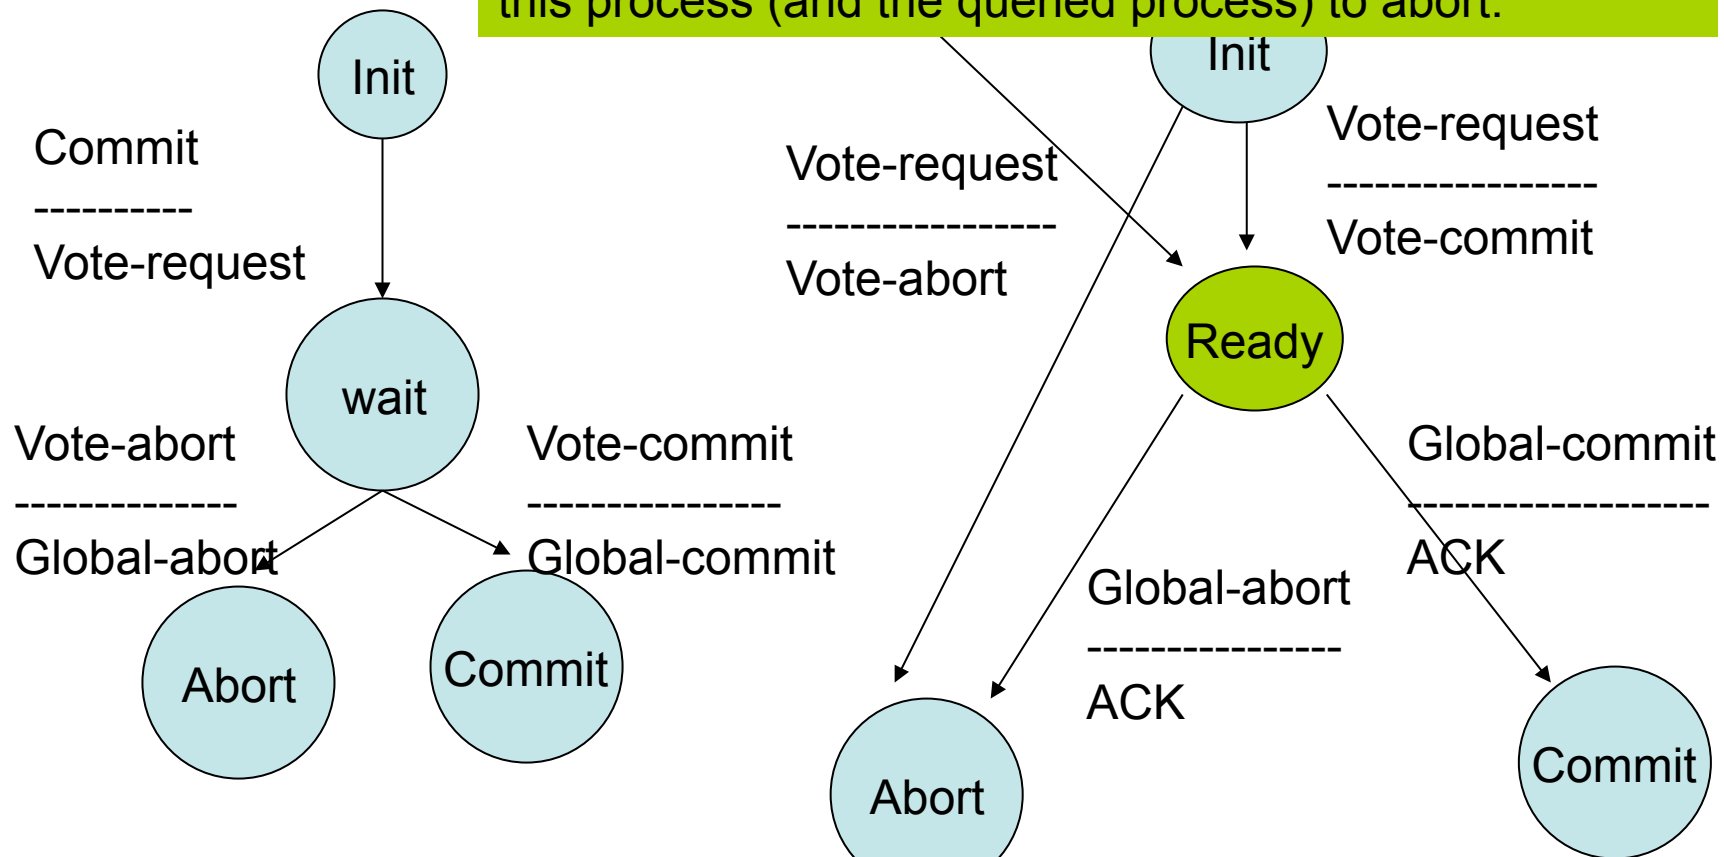 this process (and the queried process) to abort.
Init
Commit
----------
Vote-request
wait
Vote-abort
--------------
Global-abort
Vote-commit
----------------
Global-commit
Abort
Commit
Init
Vote-request
-----------------
Vote-abort
Vote-request
-----------------
Vote-commit
Ready
Global-commit
-------------------
ACK
Global-abort
----------------
ACK
Abort
Commit